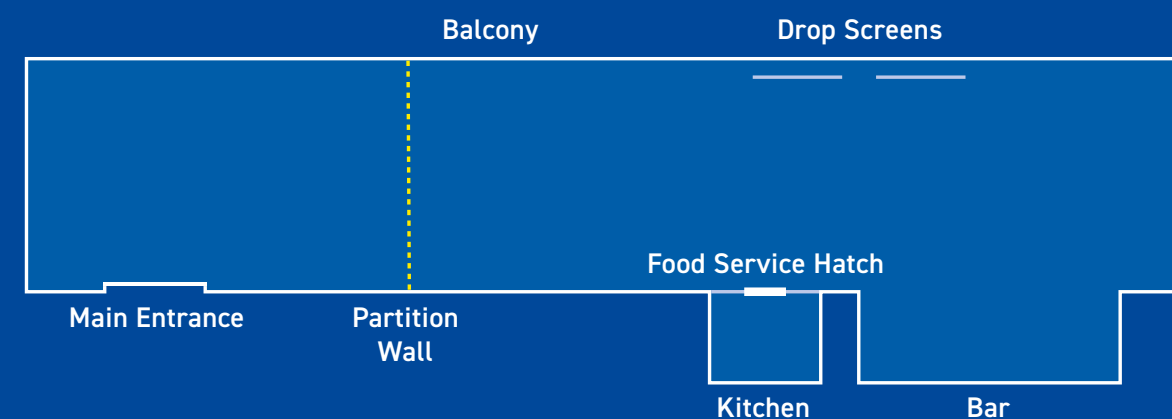 Balcony
Drop Screens
Food Service Hatch
Main Entrance
Partition
Wall
Kitchen
Bar